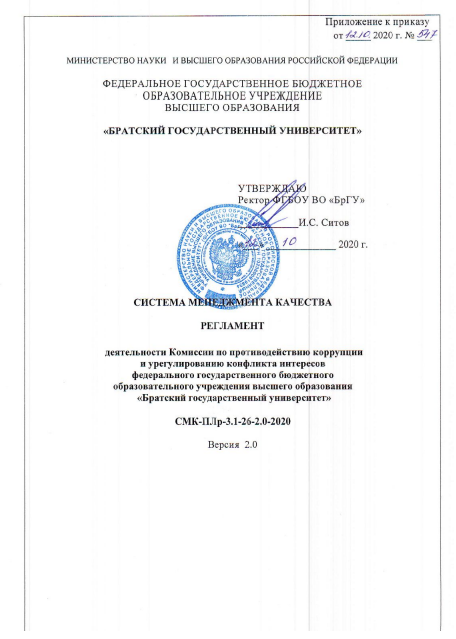 Приложение к приказу
от 12.10. 2020 г. № 547
МИНИСТЕРСТВО НАУКИ И ВЫСШЕГО ОБРАЗОВАНИЯ РОССИЙСКОЙ ФЕДЕРАЦИИ
ФЕДЕРАЛЬНОЕ ГОСУДАРСТВЕННОЕ БЮДЖЕТНОЕ
ОБРАЗОВАТЕЛЬНОЕ УЧРЕЖДЕНИЕ
ВЫСШЕГО ОБРАЗОВАНИЯ
«БРАТСКИЙ ГОСУДАРСТВЕННЫЙ УНИВЕРСИТЕТ»
УТВЕРЖДАЮ
Ректор ФГБОУ ВО «БрГУ»
И.С. Ситов
10 2020 г.
СИСТЕМА МЕНЕДЖМЕНТА КАЧЕСТВА
РЕГЛАМЕНТ
деятельности Комиссии по противодействию коррупции
и урегулированию конфликта интересов
федерального государственного бюджетного
образовательного учреждения высшего образования
«Братский государственный университет»
СМК-ПЛр-3.1-26-2.0-2020
Версия 2.0